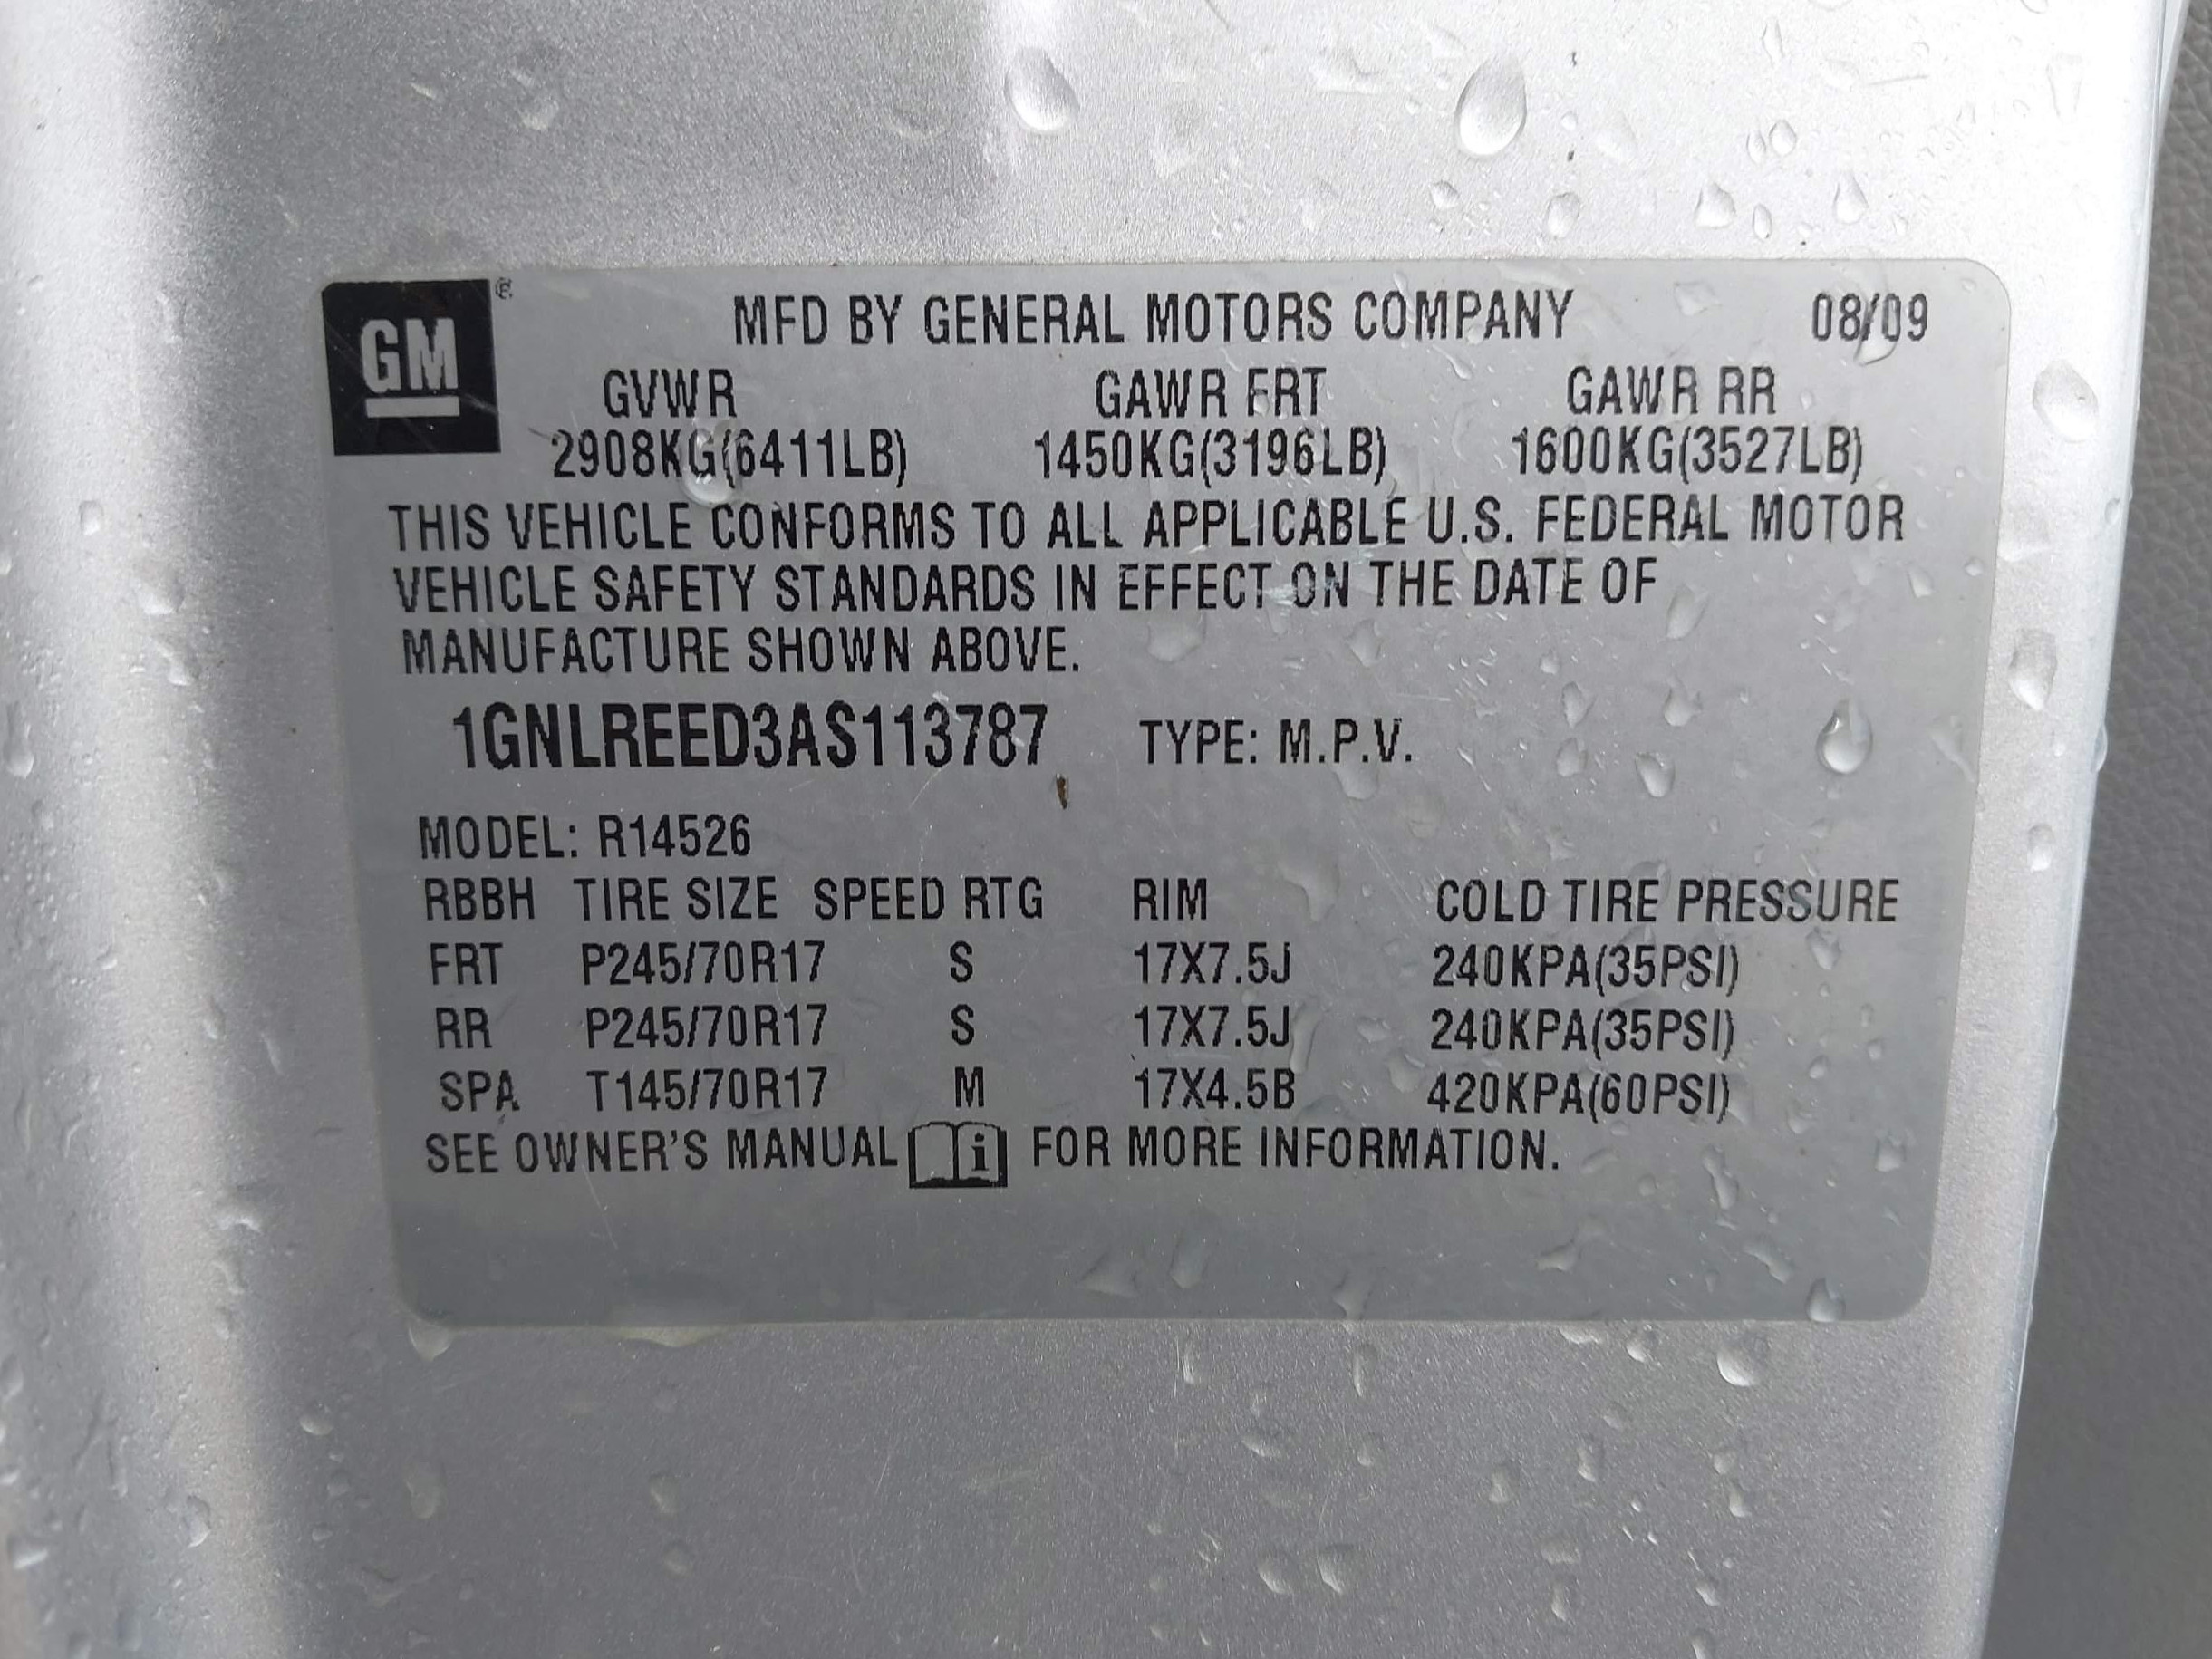 GM ®
MFD BY GENERAL MOTORS COMPANY 08/09
GVWR GAWR FRT GAWR RR
2908KG(6411LB) 1450KG(3196LB) 1600KG(3527LB)
THIS VEHICLE CONFORMS TO ALL APPLICABLE U.S. FEDERAL MOTOR
VEHICLE SAFETY STANDARDS IN EFFECT ON THE DATE OF
MANUFACTURE SHOWN ABOVE.
1GNLREED3AS113787 TYPE: M.P.V.
MODEL: R14526
RBBH TIRE SIZE SPEED RTG RIM COLD TIRE PRESSURE
FRT P245/70R17 S 17X7.5J 240KPA(35PSI)
RR P245/70R17 S 17X7.5J 240KPA(35PSI)
SPA T145/70R17 M 17X4.5B 420KPA(60PSI)
SEE OWNER'S MANUAL i FOR MORE INFORMATION.